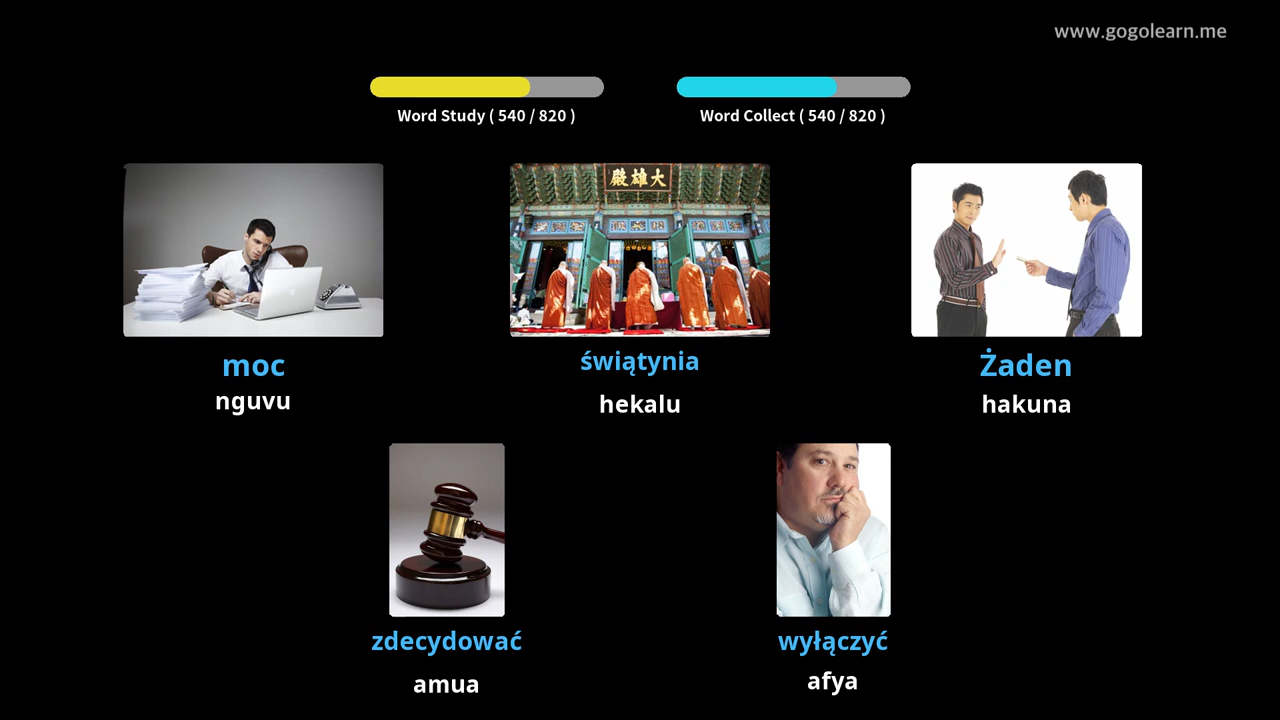 www.gogolearn.me
Word Study ( 540 / 820 )
Word Collect ( 540 / 820 )
殿雄大
moc
nguvu
świątynia
hekalu
Żaden
hakuna
zdecydować
amua
wyłączyć
afya